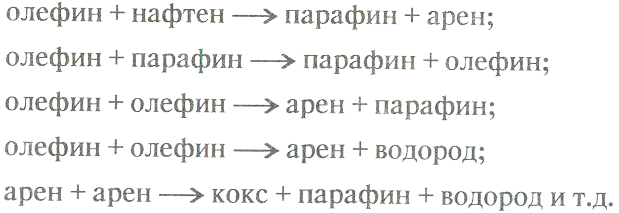 олефин + нафтен ⟶ парафин + арен;
олефин + парафин ⟶ парафин + олефин;
олефин + олефин ⟶ арен + парафин;
олефин + олефин ⟶ арен + водород;
арен + арен ⟶ кокс + парафин + водород и т.д.